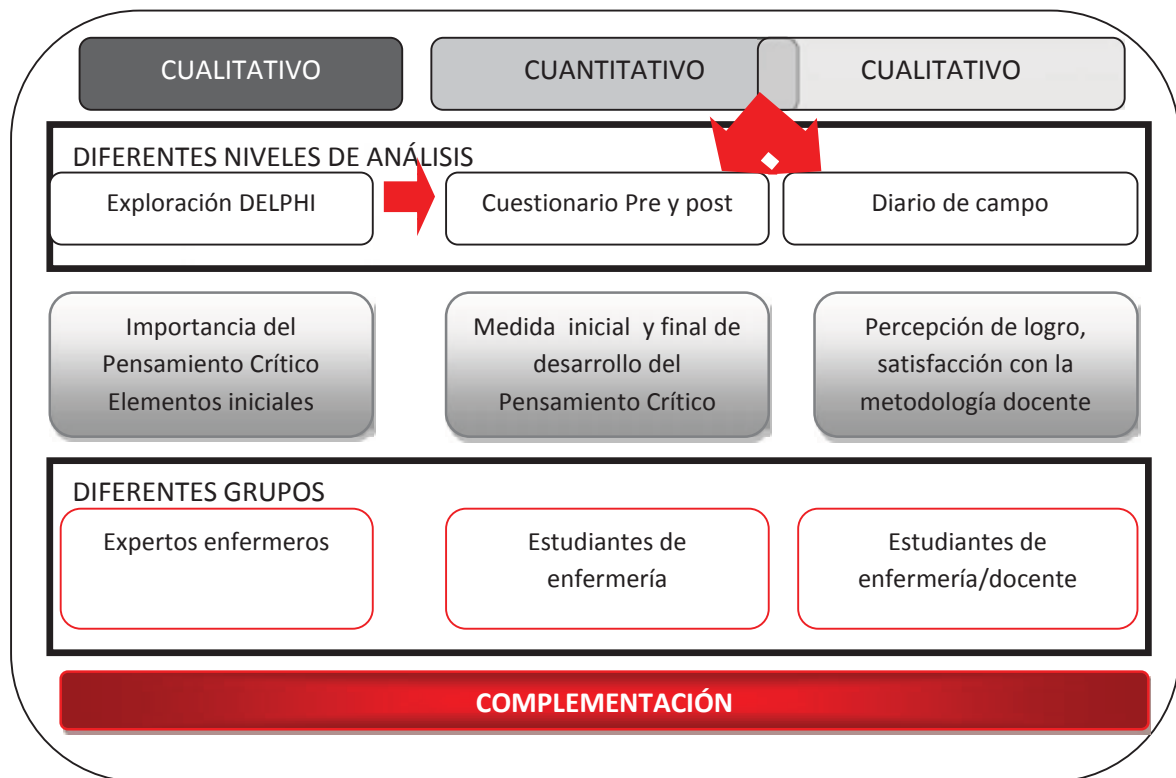 CUALITATIVO
CUANTITATIVO
CUALITATIVO
DIFERENTES NIVELES DE ANÁLISIS
Exploración DELPHI
Cuestionario Pre y post
Diario de campo
Importancia del
Pensamiento Crítico
Elementos iniciales
Medida inicial y final de
desarrollo del
Pensamiento Crítico
Percepción de logro,
satisfacción con la
metodología docente
DIFERENTES GRUPOS
Expertos enfermeros
Estudiantes de
enfermería
Estudiantes de
enfermería/docente
COMPLEMENTACIÓN